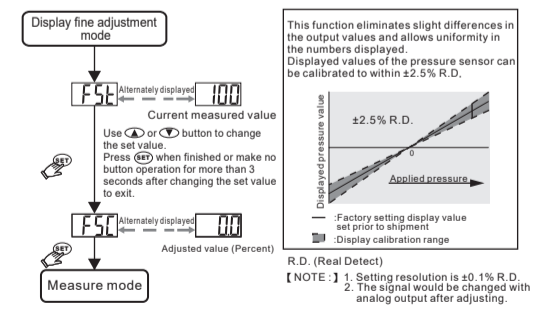 Display fine adjustment
mode
FSt
Alternately displayed
100
Current measured value
Use ▲ or ▼ button to change
the set value.
Press SET when finished or make no
button operation for more than 3
seconds after changing the set value
to exit.
SET
FSC
Alternately displayed
0.0
Adjusted value (Percent)
SET
Measure mode
This function eliminates slight differences in
the output values and allows uniformity in
the numbers displayed.
Displayed values of the pressure sensor can
be calibrated to within ±2.5% R.D.
Displayed pressure value
±2.5% R.D.
0
Applied pressure
:Factory setting display value
set prior to shipment
:Display calibration range
R.D. (Real Detect)
【 NOTE : 】 1. Setting resolution is ±0.1% R.D.
2. The signal would be changed with
analog output after adjusting.